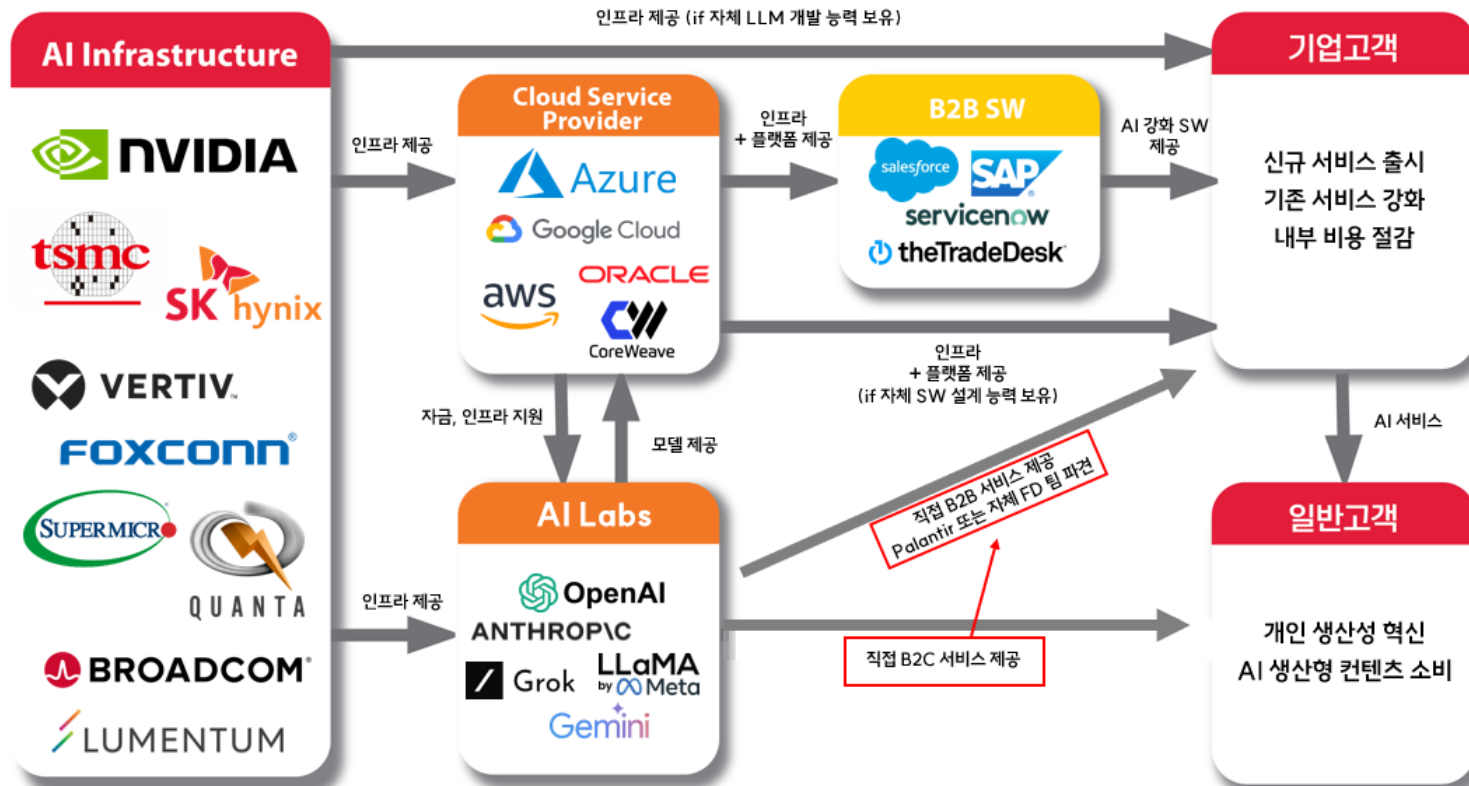 인프라 제공 (if 자체 LLM 개발 능력 보유)
AI Infrastructure
NVIDIA
tsmc
SK hynix
VERTIV™
FOXCONN®
SUPERMICRO
QUANTA
BROADCOM®
LUMENTUM
인프라 제공
인프라 제공
Cloud Service
Provider
Azure
Google Cloud
aws
ORACLE
CoreWeave
인프라
+ 플랫폼 제공
B2B SW
salesforce
SAP
servicenow
theTradeDesk
AI 강화 SW
제공
기업고객
신규 서비스 출시
기존 서비스 강화
내부 비용 절감
인프라
+ 플랫폼 제공
(if 자체 SW 설계 능력 보유)
자금, 인프라 지원
모델 제공
AI Labs
OpenAI
ANTHROP\C
Grok
LLaMA
by Meta
Gemini
직접 B2B 서비스 제공
Palantir 또는 자체 FD 팀 파견
직접 B2C 서비스 제공
AI 서비스
일반고객
개인 생산성 혁신
AI 생산형 컨텐츠 소비